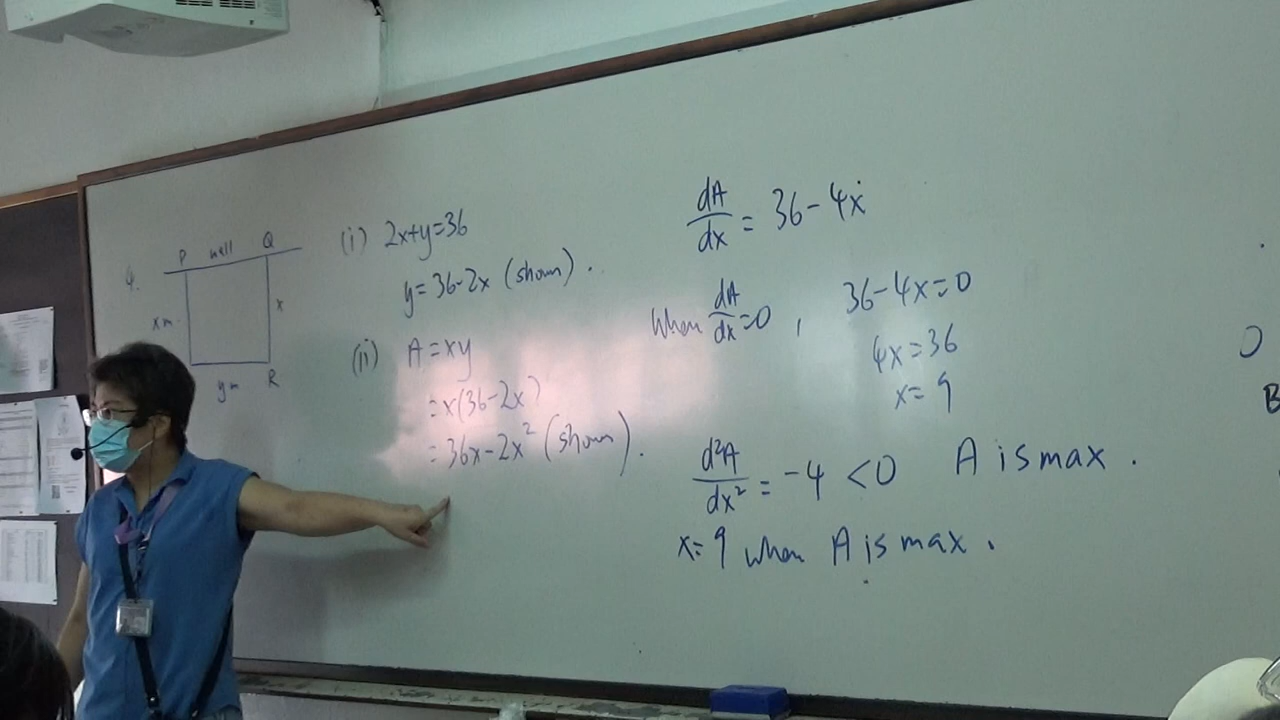 4.
P wall Q
x m
x
y m R
(i) 2x+y=36
y=36-2x (shown).
(ii) A=xy
=x(36-2x)
=36x-2x² (shown).
dA/dx = 36-4x
When dA/dx=0, 36-4x=0
4x=36
x=9
d²A/dx² = -4 <0 A is max.
x=9 when A is max.
B